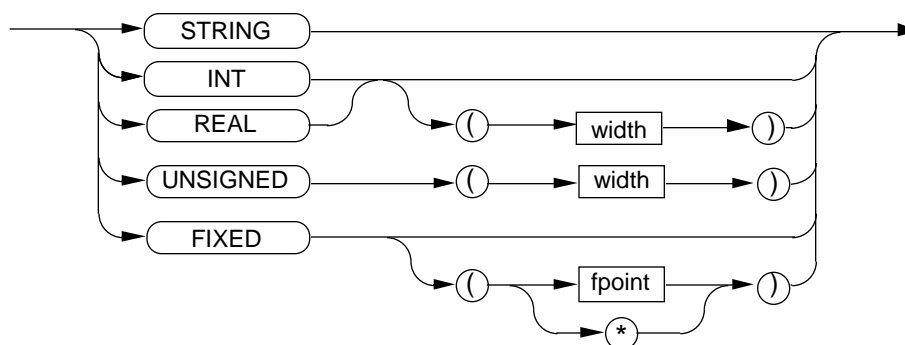 STRING
INT
REAL ( width )
UNSIGNED ( width )
FIXED
( fpoint )
*